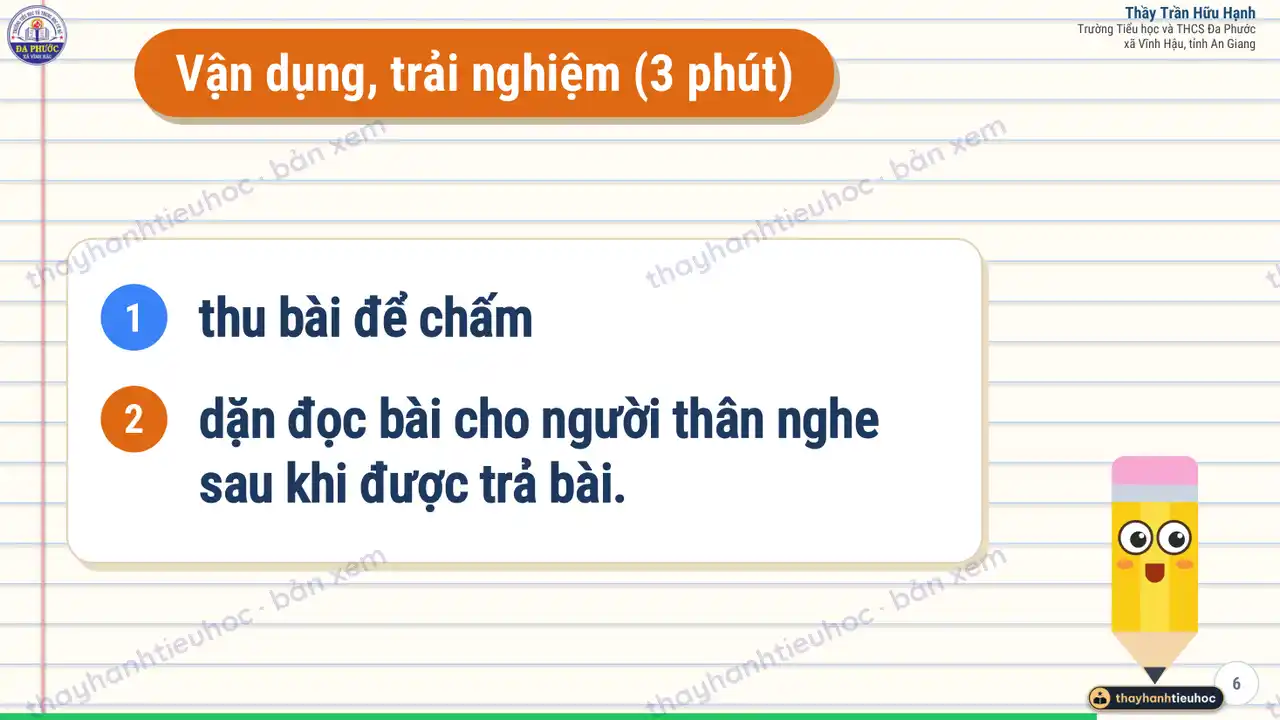 Thầy Trần Hữu Hạnh
Trường Tiểu học và THCS Đa Phước
xã Vĩnh Hậu, tỉnh An Giang
ĐA PHƯỚC
XÃ VĨNH HẬU
Vận dụng, trải nghiệm (3 phút)
thayhanhtieuhoc · bản xem
thayhanhtieuhoc · bản xem
1 thu bài để chấm
2 dặn đọc bài cho người thân nghe
sau khi được trả bài.
thayhanhtieuhoc · bản xem
thayhanhtieuhoc · bản xem
6
thayhanhtieuhoc